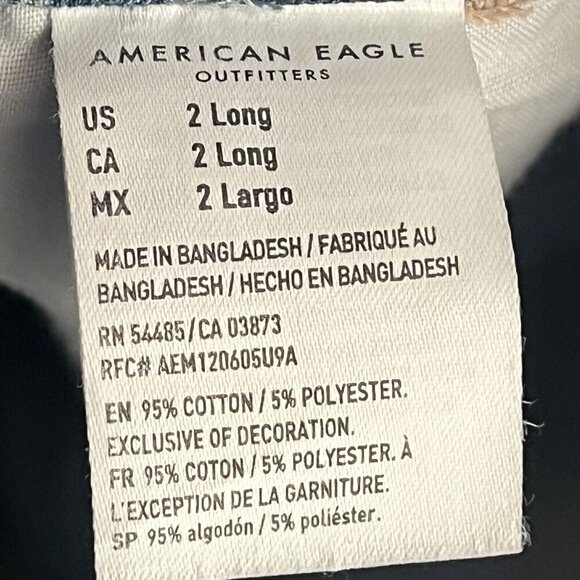 AMERICAN EAGLE
OUTFITTERS
US 2 Long
CA 2 Long
MX 2 Largo
MADE IN BANGLADESH / FABRIQUÉ AU
BANGLADESH / HECHO EN BANGLADESH
RN 54485/CA 03873
RFC# AEM120605U9A
EN 95% COTTON / 5% POLYESTER.
EXCLUSIVE OF DECORATION.
FR 95% COTON / 5% POLYESTER. À
L'EXCEPTION DE LA GARNITURE.
SP 95% algodón / 5% poliéster.